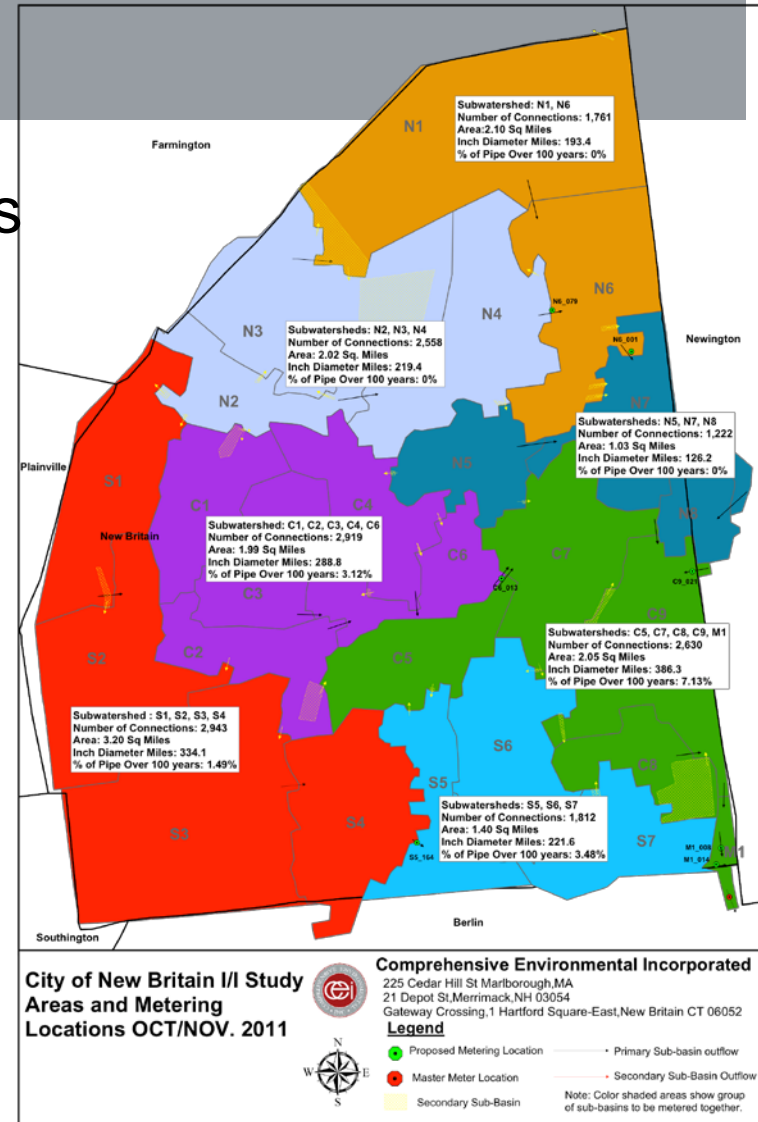 s
Farmington
N1
Subwatershed: N1, N6
Number of Connections: 1,761
Area:2.10 Sq Miles
Inch Diameter Miles: 193.4
% of Pipe Over 100 years: 0%
N6
N6_079
N4
N3
N6_001
Newington
Subwatersheds: N2, N3, N4
Number of Connections: 2,558
Area: 2.02 Sq. Miles
Inch Diameter Miles: 219.4
% of Pipe Over 100 years: 0%
N2
N7
Subwatersheds: N5, N7, N8
Number of Connections: 1,222
Area: 1.03 Sq Miles
Inch Diameter Miles: 126.2
% of Pipe Over 100 years: 0%
Plainville
S1
N5
N8
C1
C4
New Britain
Subwatershed: C1, C2, C3, C4, C6
Number of Connections: 2,919
Area: 1.99 Sq Miles
Inch Diameter Miles: 288.8
% of Pipe Over 100 years: 3.12%
C6
C7
C6_013
C9_021
C3
C9
S2
C2
C5
Subwatersheds: C5, C7, C8, C9, M1
Number of Connections: 2,630
Area: 2.05 Sq Miles
Inch Diameter Miles: 386.3
% of Pipe Over 100 years: 7.13%
Subwatershed : S1, S2, S3, S4
Number of Connections: 2,943
Area: 3.20 Sq Miles
Inch Diameter Miles: 334.1
% of Pipe Over 100 years: 1.49%
S6
C8
S5
S3
S4
Subwatersheds: S5, S6, S7
Number of Connections: 1,812
Area: 1.40 Sq Miles
Inch Diameter Miles: 221.6
% of Pipe Over 100 years: 3.48%
S7
S5_164
M1
M1_014
Southington
Berlin
City of New Britain I/I Study
Areas and Metering
Locations OCT/NOV. 2011
cei
Comprehensive Environmental Incorporated
225 Cedar Hill St Marlborough,MA
21 Depot St,Merrimack,NH 03054
Gateway Crossing,1 Hartford Square-East,New Britain CT 06052
Legend
Proposed Metering Location
Primary Sub-basin outflow
Master Meter Location
Secondary Sub-Basin Outflow
Secondary Sub-Basin
Note: Color shaded areas show group
of sub-basins to be metered together.
N
W
E
S